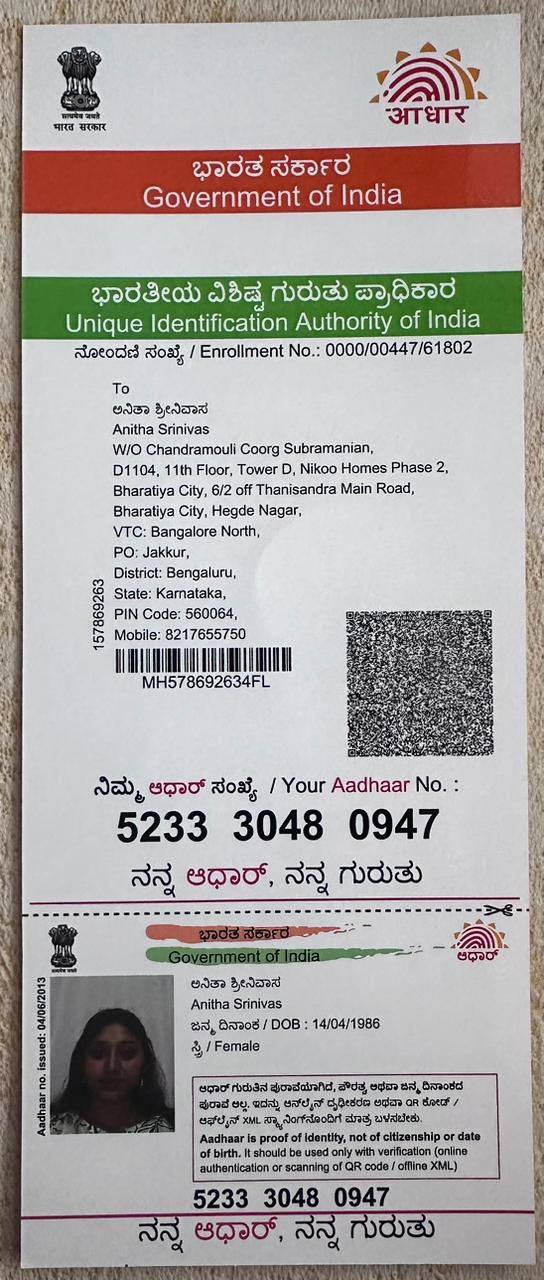 सत्यमेव जयते
भारत सरकार
आधार
ಭಾರತ ಸರ್ಕಾರ
Government of India
ಭಾರತೀಯ ವಿಶಿಷ್ಟ ಗುರುತು ಪ್ರಾಧಿಕಾರ
Unique Identification Authority of India
ನೋಂದಣಿ ಸಂಖ್ಯೆ / Enrollment No.: 0000/00447/61802
To
ಅನಿತಾ ಶ್ರೀನಿವಾಸ
Anitha Srinivas
W/O Chandramouli Coorg Subramanian,
D1104, 11th Floor, Tower D, Nikoo Homes Phase 2,
Bharatiya City, 6/2 off Thanisandra Main Road,
Bharatiya City, Hegde Nagar,
VTC: Bangalore North,
PO: Jakkur,
District: Bengaluru,
State: Karnataka,
PIN Code: 560064,
Mobile: 8217655750
157869263
MH578692634FL
ನಿಮ್ಮ ಆಧಾರ್ ಸಂಖ್ಯೆ / Your Aadhaar No. :
5233 3048 0947
ನನ್ನ ಆಧಾರ್, ನನ್ನ ಗುರುತು
ಭಾರತ ಸರ್ಕಾರ
Government of India
ಆಧಾರ್
Aadhaar no. issued: 04/06/2013
ಅನಿತಾ ಶ್ರೀನಿವಾಸ
Anitha Srinivas
ಜನ್ಮ ದಿನಾಂಕ / DOB : 14/04/1986
ಸ್ತ್ರೀ / Female
ಆಧಾರ್ ಗುರುತಿನ ಪುರಾವೆಯಾಗಿದೆ, ಪೌರತ್ವ ಅಥವಾ ಜನ್ಮ ದಿನಾಂಕದ
ಪುರಾವೆ ಅಲ್ಲ. ಇದನ್ನು ಆನ್‌ಲೈನ್ ದೃಢೀಕರಣ ಅಥವಾ QR ಕೋಡ್ /
ಆಫ್‌ಲೈನ್ XML ಸ್ಕ್ಯಾನಿಂಗ್‌ನೊಂದಿಗೆ ಮಾತ್ರ ಬಳಸಬೇಕು.
Aadhaar is proof of identity, not of citizenship or date
of birth. It should be used only with verification (online
authentication or scanning of QR code / offline XML)
5233 3048 0947
ನನ್ನ ಆಧಾರ್, ನನ್ನ ಗುರುತು